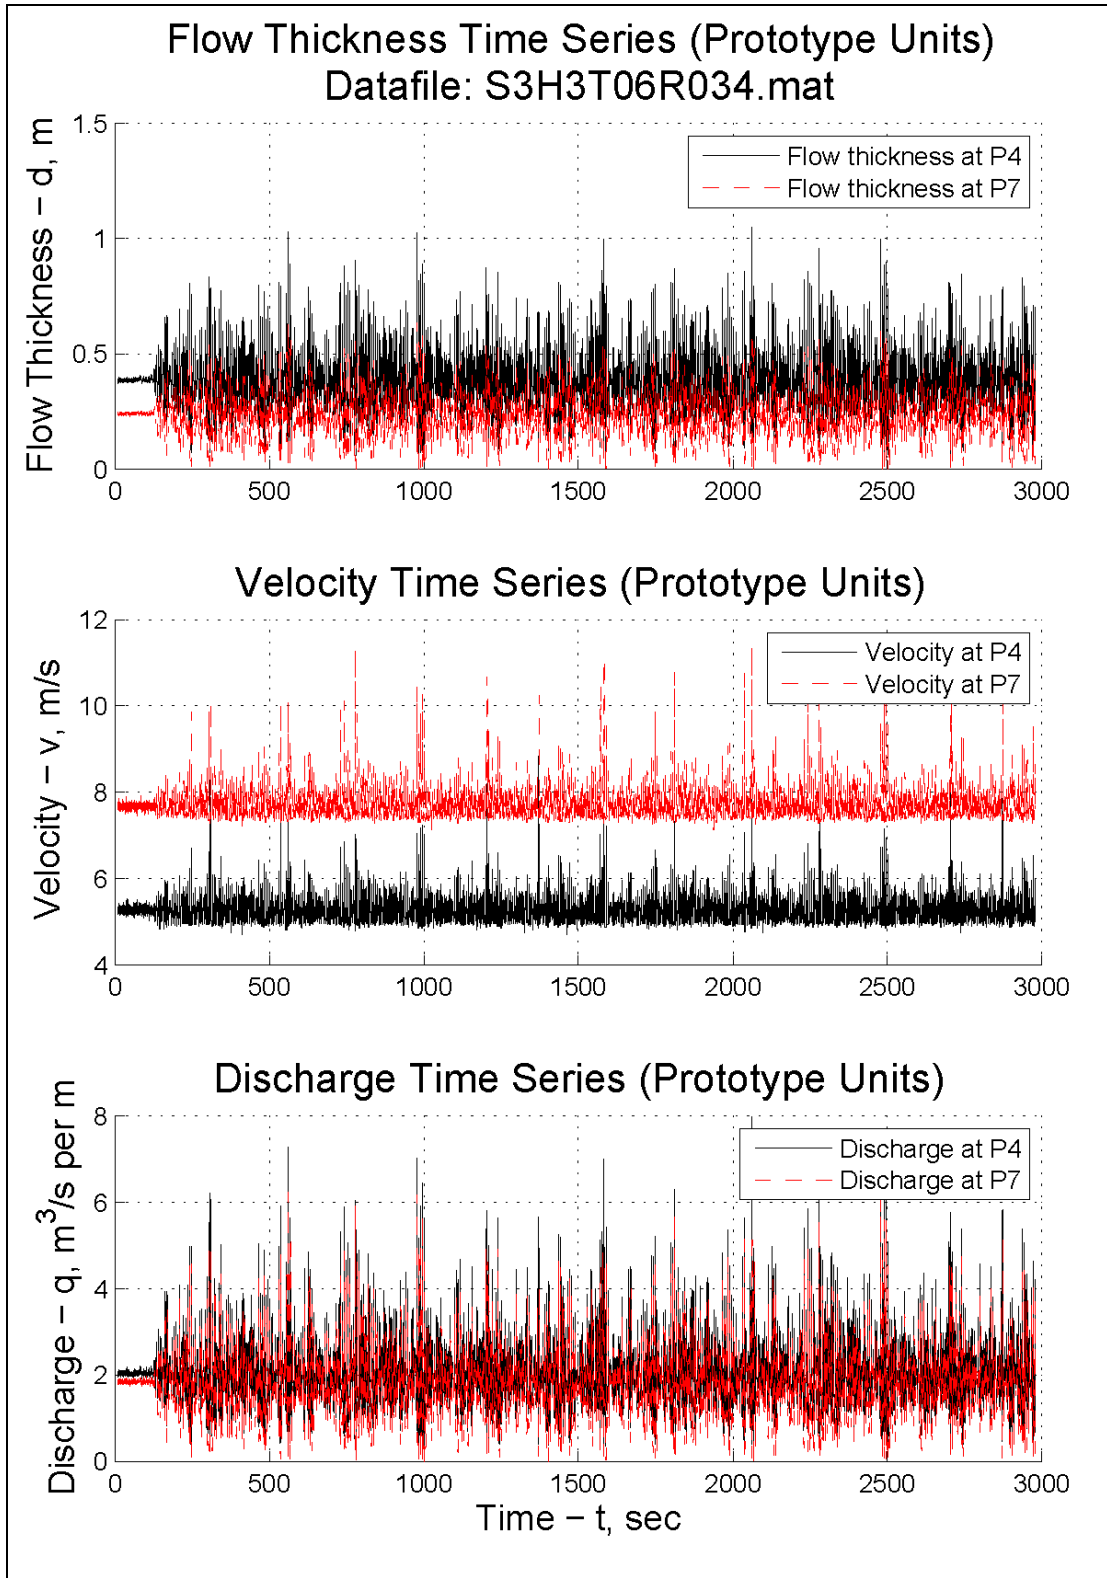 Flow Thickness Time Series (Prototype Units)
Datafile: S3H3T06R034.mat
Flow Thickness − d, m
1.5
1
0.5
0
Flow thickness at P4
Flow thickness at P7
0 500 1000 1500 2000 2500 3000
Velocity Time Series (Prototype Units)
Velocity − v, m/s
12
10
8
6
4
Velocity at P4
Velocity at P7
0 500 1000 1500 2000 2500 3000
Discharge Time Series (Prototype Units)
Discharge − q, m³/s per m
8
6
4
2
0
Discharge at P4
Discharge at P7
0 500 1000 1500 2000 2500 3000
Time − t, sec